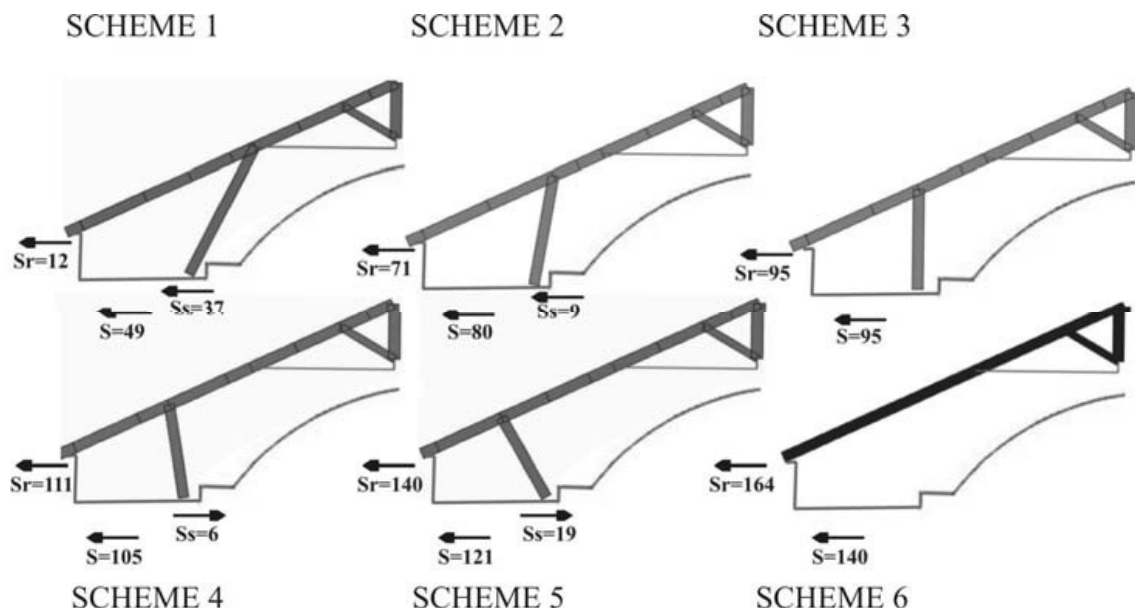 SCHEME 1
SCHEME 2
SCHEME 3
Sr=12
Ss=37
S=49
Sr=71
Ss=9
S=80
Sr=95
S=95
Sr=111
Ss=6
S=105
Sr=140
Ss=19
S=121
Sr=164
S=140
SCHEME 4
SCHEME 5
SCHEME 6